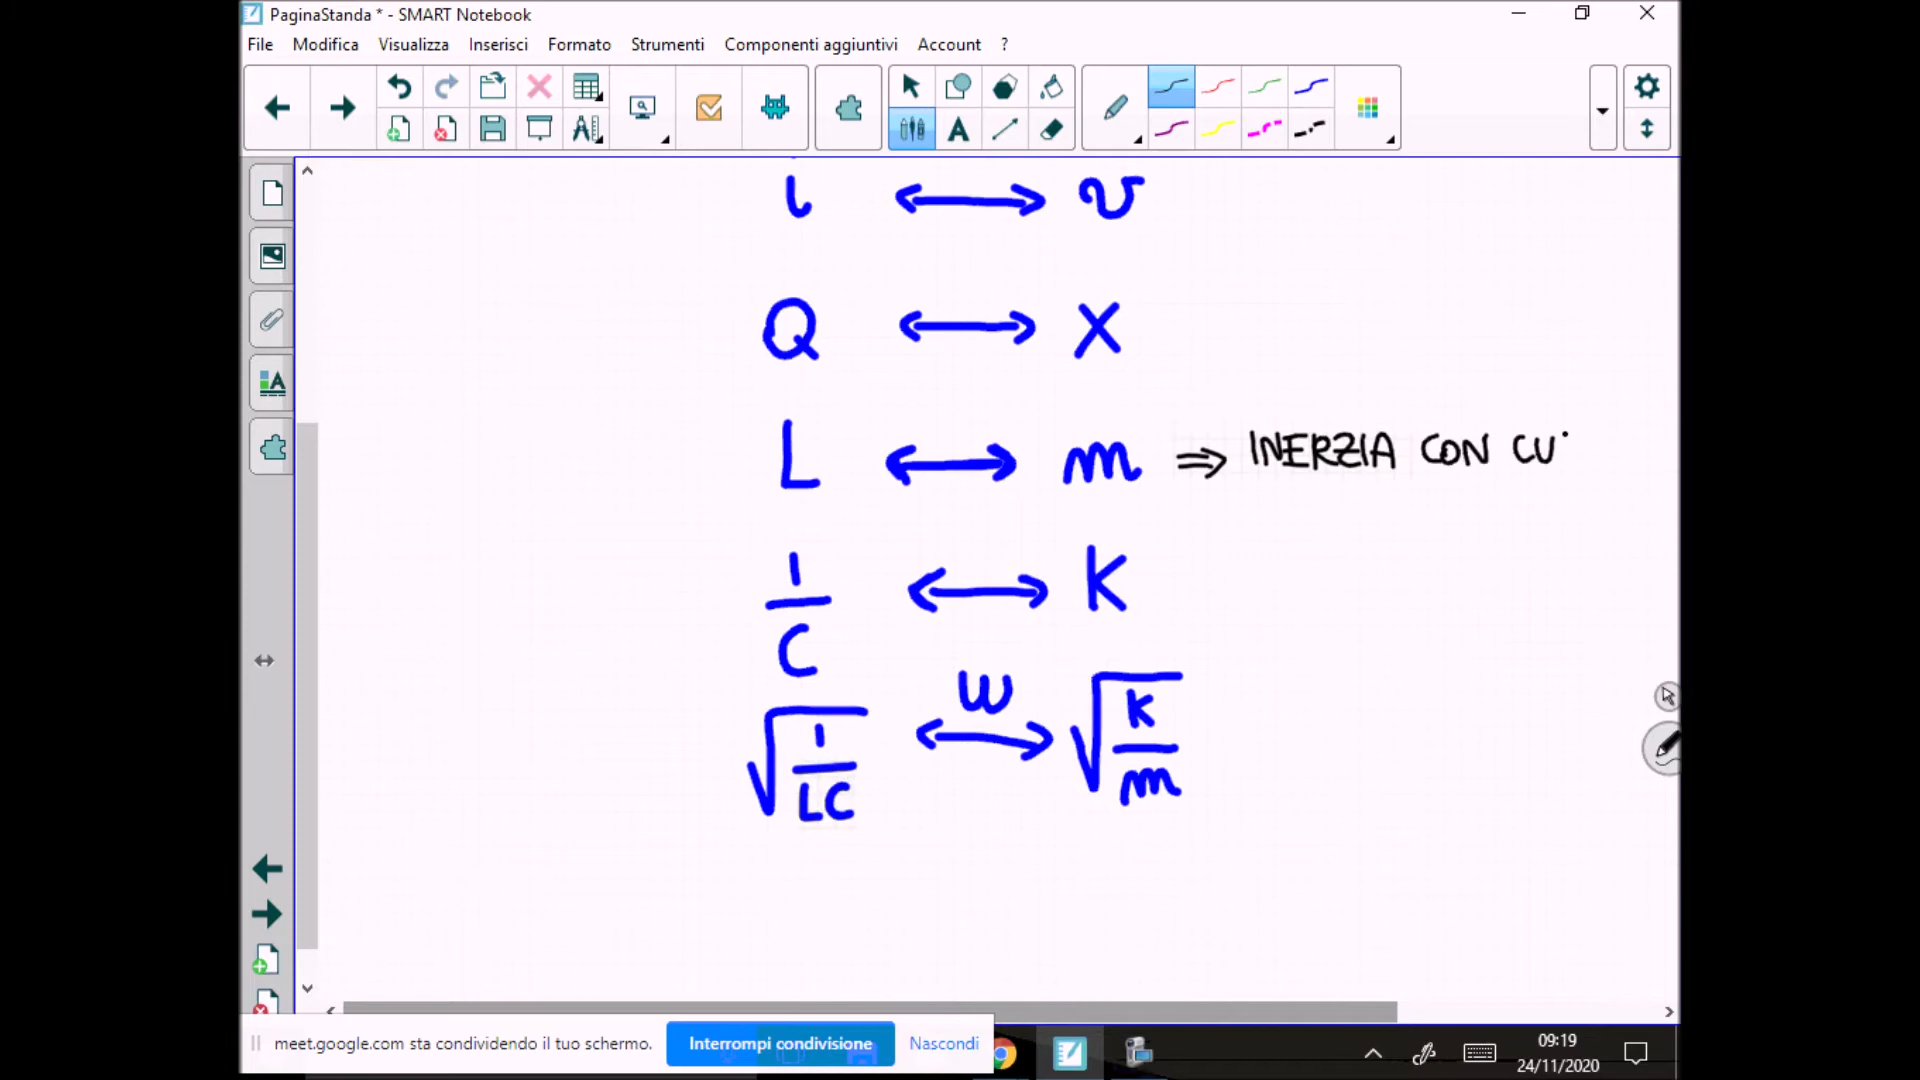 PaginaStanda * - SMART Notebook
File Modifica Visualizza Inserisci Formato Strumenti Componenti aggiuntivi Account ?
i ↔ v
Q ↔ X
L ↔ m ⇒ INERZIA CON CU
1/C ↔ K
√(1/LC) ↔ √(K/m)
ω
meet.google.com sta condividendo il tuo schermo. Interrompi condivisione Nascondi
09:19
24/11/2020